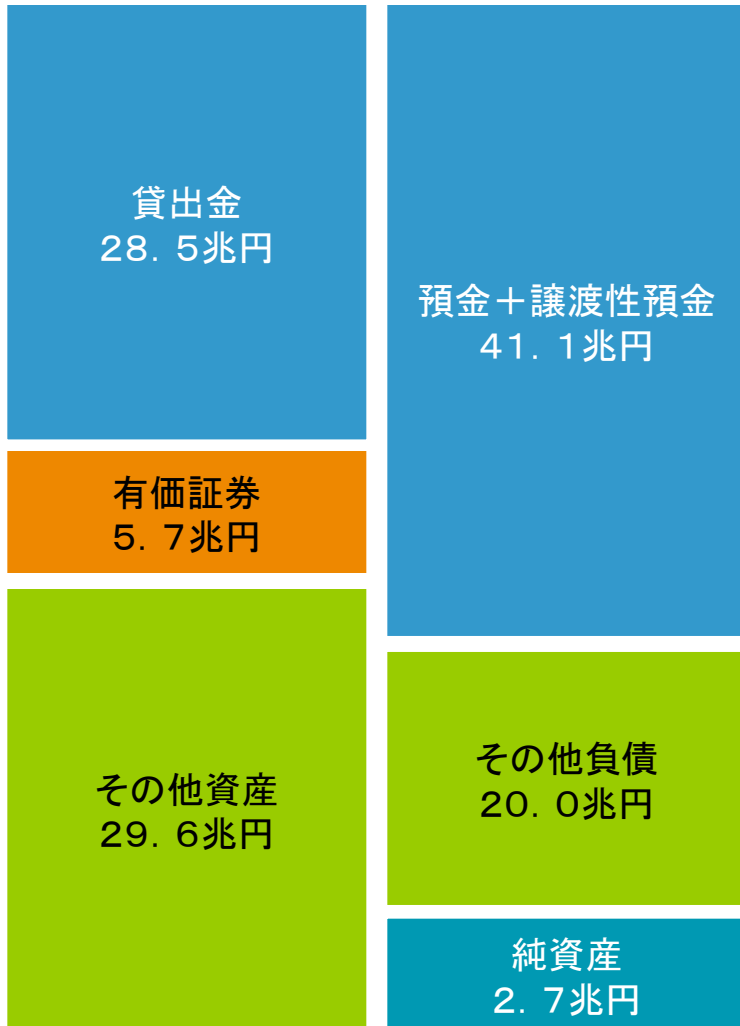 貸出金
28．5兆円
有価証券
5．7兆円
その他資産
29．6兆円
預金＋譲渡性預金
41．1兆円
その他負債
20．0兆円
純資産
2．7兆円